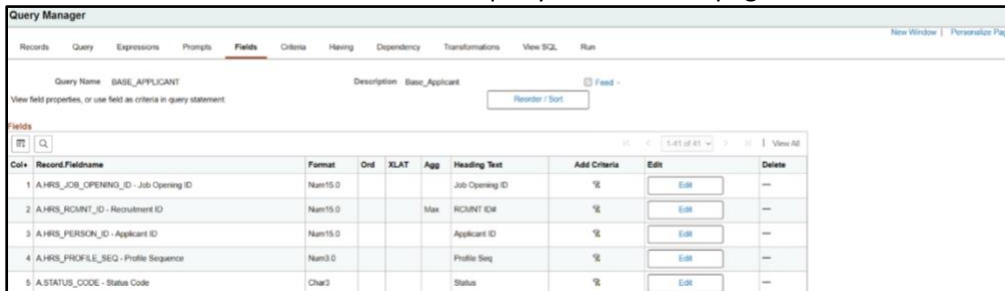 Query Manager
New Window | Personalize Pag
Records Query Expressions Prompts Fields Criteria Having Dependency Transformations View SQL Run
Query Name BASE_APPLICANT Description Base_Applicant Feed
View field properties, or use field as criteria in query statement Reorder / Sort
Fields
1-41 of 41 View All
Col Record.Fieldname Format Ord XLAT Agg Heading Text Add Criteria Edit Delete
1 A.HRS_JOB_OPENING_ID - Job Opening ID Num15.0 Job Opening ID Edit
2 A.HRS_RCMNT_ID - Recruitment ID Num15.0 Max RCMNT ID# Edit
3 A.HRS_PERSON_ID - Applicant ID Num15.0 Applicant ID Edit
4 A.HRS_PROFILE_SEQ - Profile Sequence Num3.0 Profile Seq Edit
5 A.STATUS_CODE - Status Code Char3 Status Edit